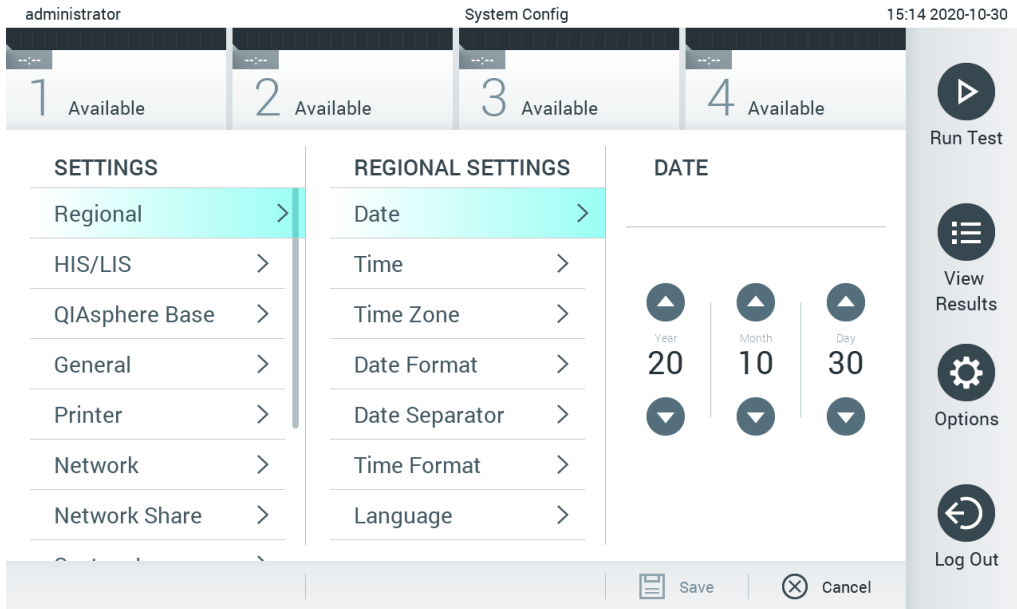 administrator
System Config
15:14 2020-10-30
--:--
1 Available
--:--
2 Available
--:--
3 Available
--:--
4 Available
SETTINGS
Regional
HIS/LIS
QIAsphere Base
General
Printer
Network
Network Share
REGIONAL SETTINGS
Date
Time
Time Zone
Date Format
Date Separator
Time Format
Language
DATE
Year
20
Month
10
Day
30
Save
Cancel
Run Test
View
Results
Options
Log Out